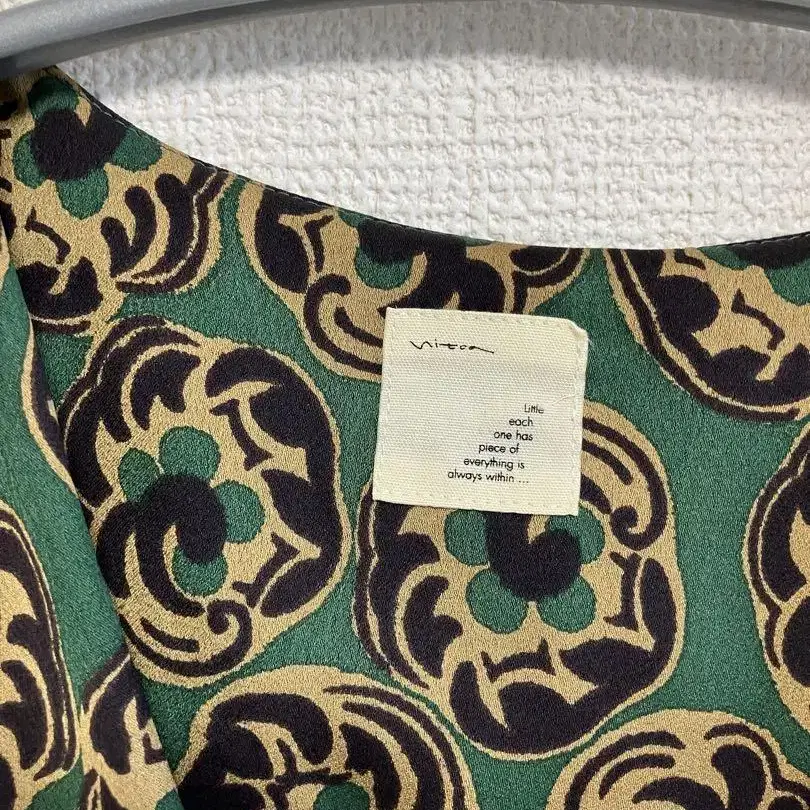 nitca
Little
each
one has
piece of
everything is
always within ...